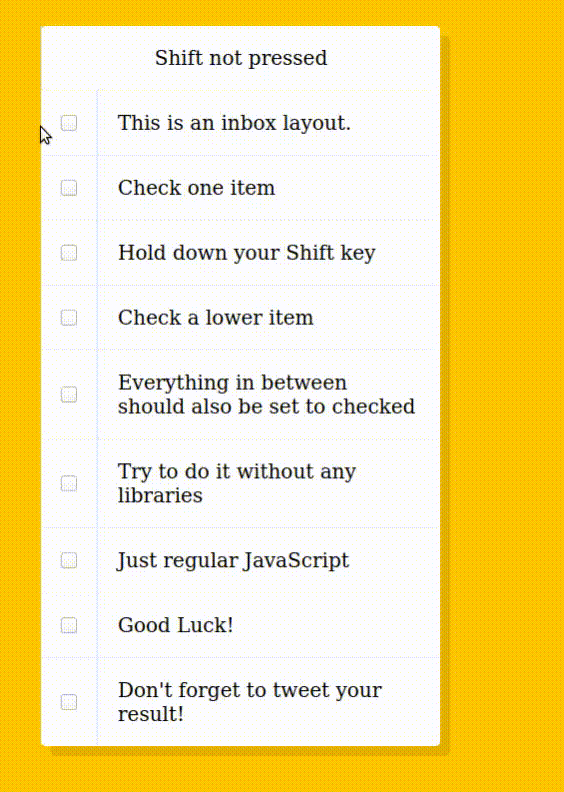 Shift not pressed
This is an inbox layout.
Check one item
Hold down your Shift key
Check a lower item
Everything in between
should also be set to checked
Try to do it without any
libraries
Just regular JavaScript
Good Luck!
Don't forget to tweet your
result!